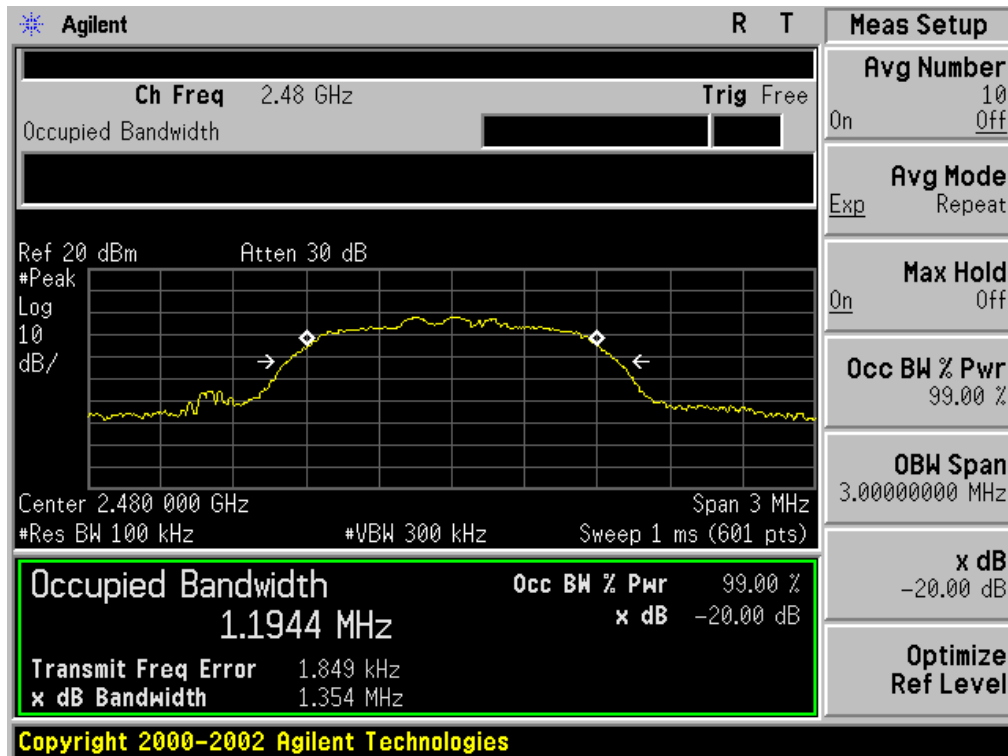 Agilent R T
Meas Setup
Avg Number
10
On Off
Ch Freq 2.48 GHz Trig Free
Occupied Bandwidth
Avg Mode
Exp Repeat
Ref 20 dBm Atten 30 dB
#Peak
Log
10
dB/
Max Hold
On Off
Occ BW % Pwr
99.00 %
OBW Span
3.00000000 MHz
Center 2.480 000 GHz Span 3 MHz
#Res BW 100 kHz #VBW 300 kHz Sweep 1 ms (601 pts)
x dB
-20.00 dB
Occupied Bandwidth Occ BW % Pwr 99.00 %
1.1944 MHz x dB -20.00 dB
Transmit Freq Error 1.849 kHz
x dB Bandwidth 1.354 MHz
Optimize
Ref Level
Copyright 2000-2002 Agilent Technologies